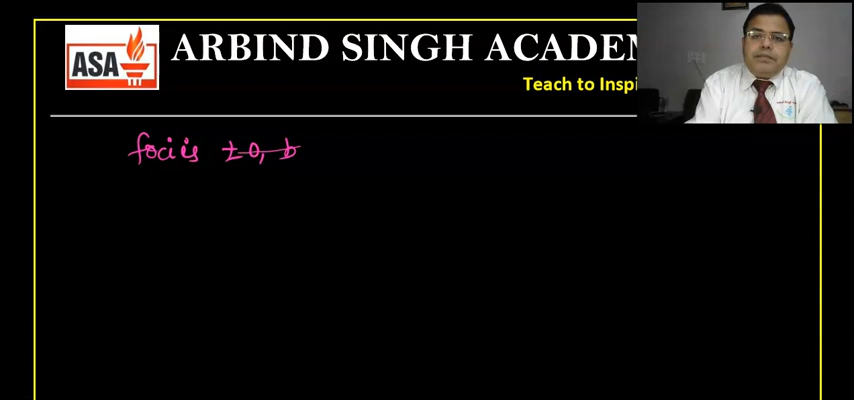 ASA
ARBIND SINGH ACADEM
Teach to Inspi
foci is ± 0, b